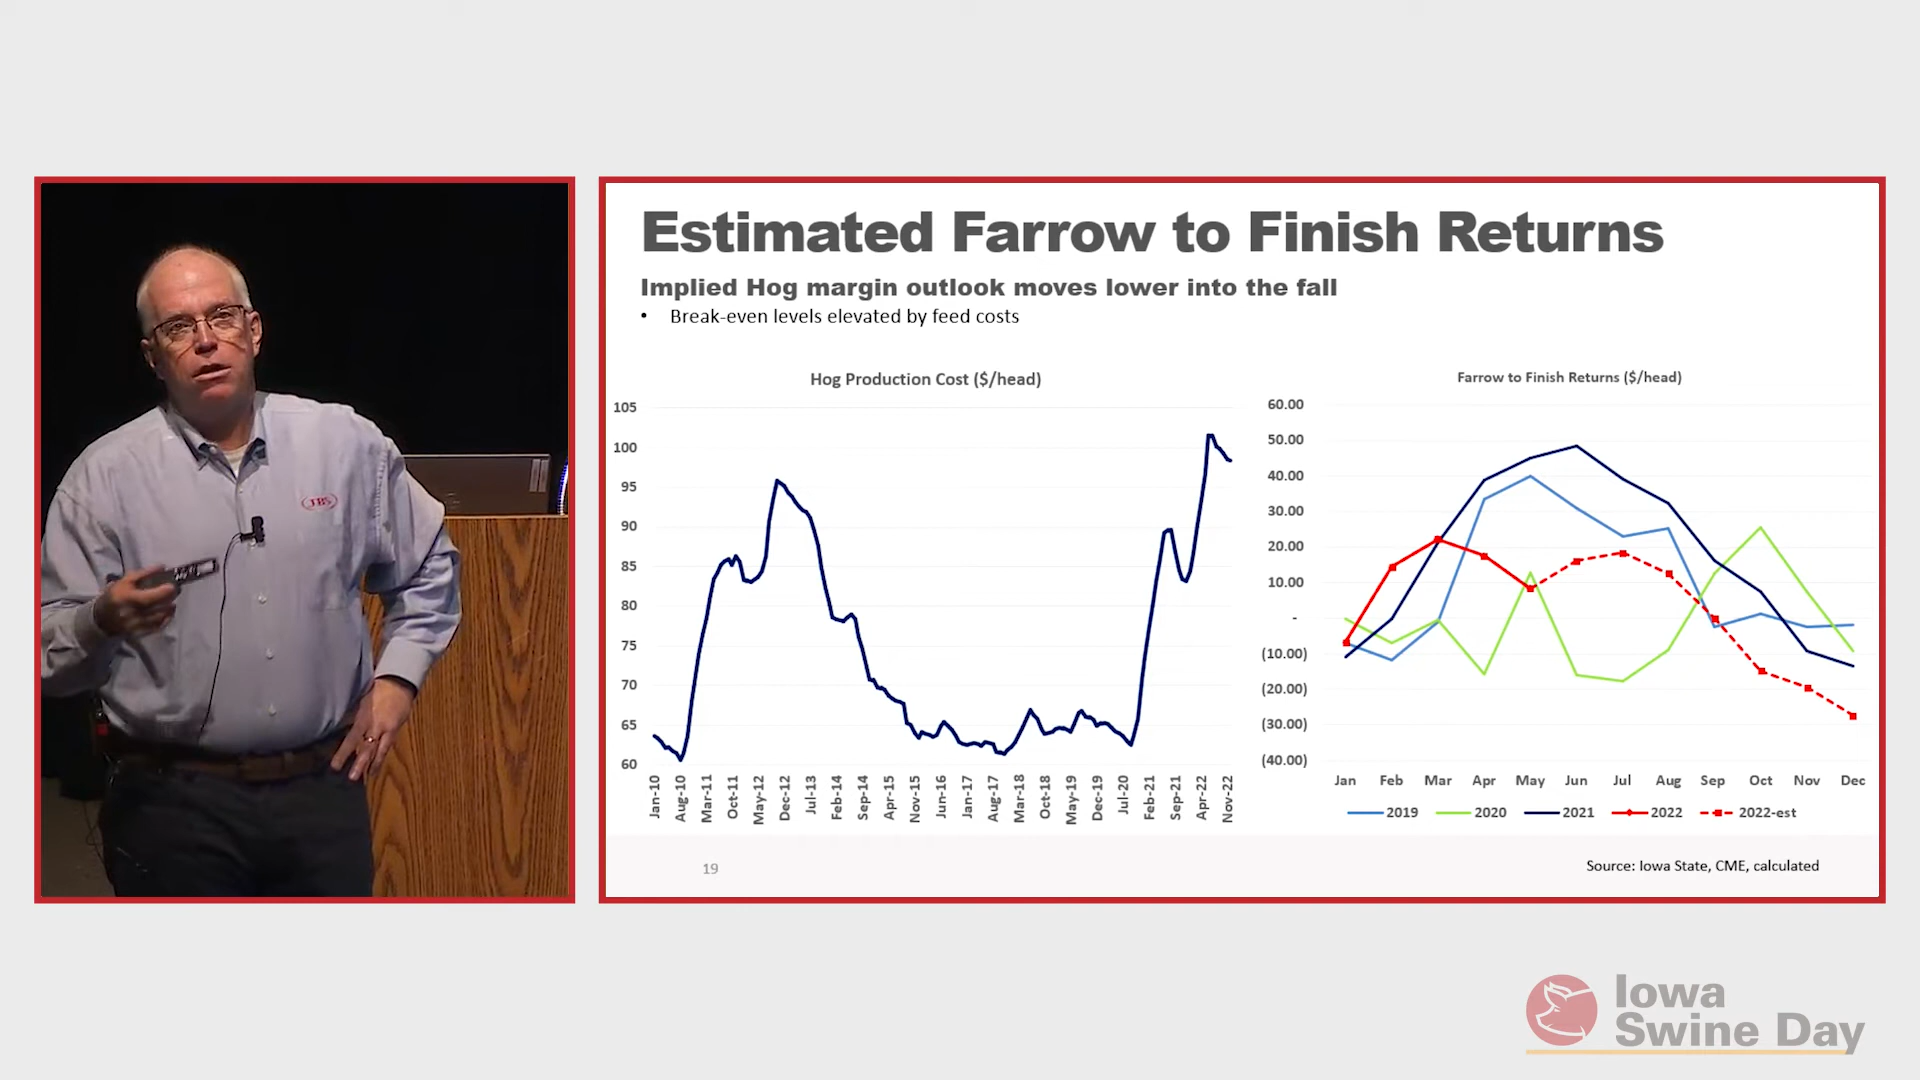 JBS
Estimated Farrow to Finish Returns
Implied Hog margin outlook moves lower into the fall
• Break-even levels elevated by feed costs
Hog Production Cost ($/head)
105
100
95
90
85
80
75
70
65
60
Jan-10 Aug-10 Mar-11 Oct-11 May-12 Dec-12 Jul-13 Feb-14 Sep-14 Apr-15 Nov-15 Jun-16 Jan-17 Aug-17 Mar-18 Oct-18 May-19 Dec-19 Jul-20 Feb-21 Sep-21 Apr-22 Nov-22
Farrow to Finish Returns ($/head)
60.00
50.00
40.00
30.00
20.00
10.00
-
(10.00)
(20.00)
(30.00)
(40.00)
Jan Feb Mar Apr May Jun Jul Aug Sep Oct Nov Dec
2019 2020 2021 2022 2022-est
19
Source: Iowa State, CME, calculated
Iowa
Swine Day